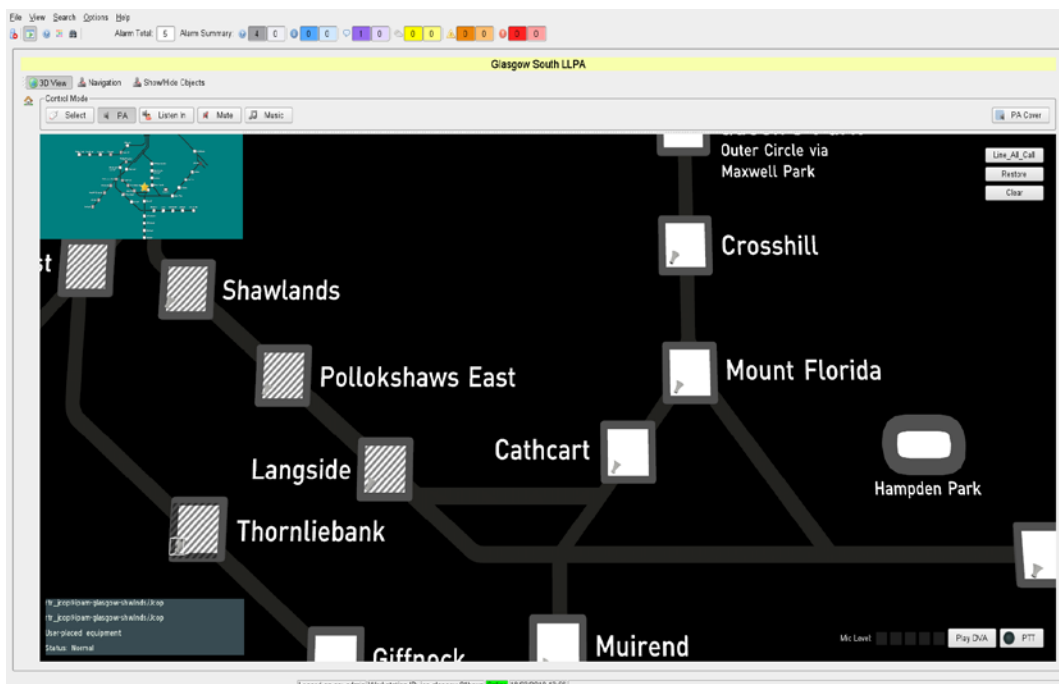 File View Search Options Help
Alarm Total: 5 Alarm Summary: 4 0 0 0 1 0 0 0 0 0 0 0
Glasgow South LLPA
3D View Navigation Show/Hide Objects
Control Mode
Select PA Listen in Mute Music PA Cover
Outer Circle via
Maxwell Park
Line_All_Call
Restore
Clear
Crosshill
st
Shawlands
Mount Florida
Pollokshaws East
Cathcart
Langside
Hampden Park
Thornliebank
User-placed equipment
Status: Normal
Mic Level: Play DVA PTT
Muirend
Giffnock